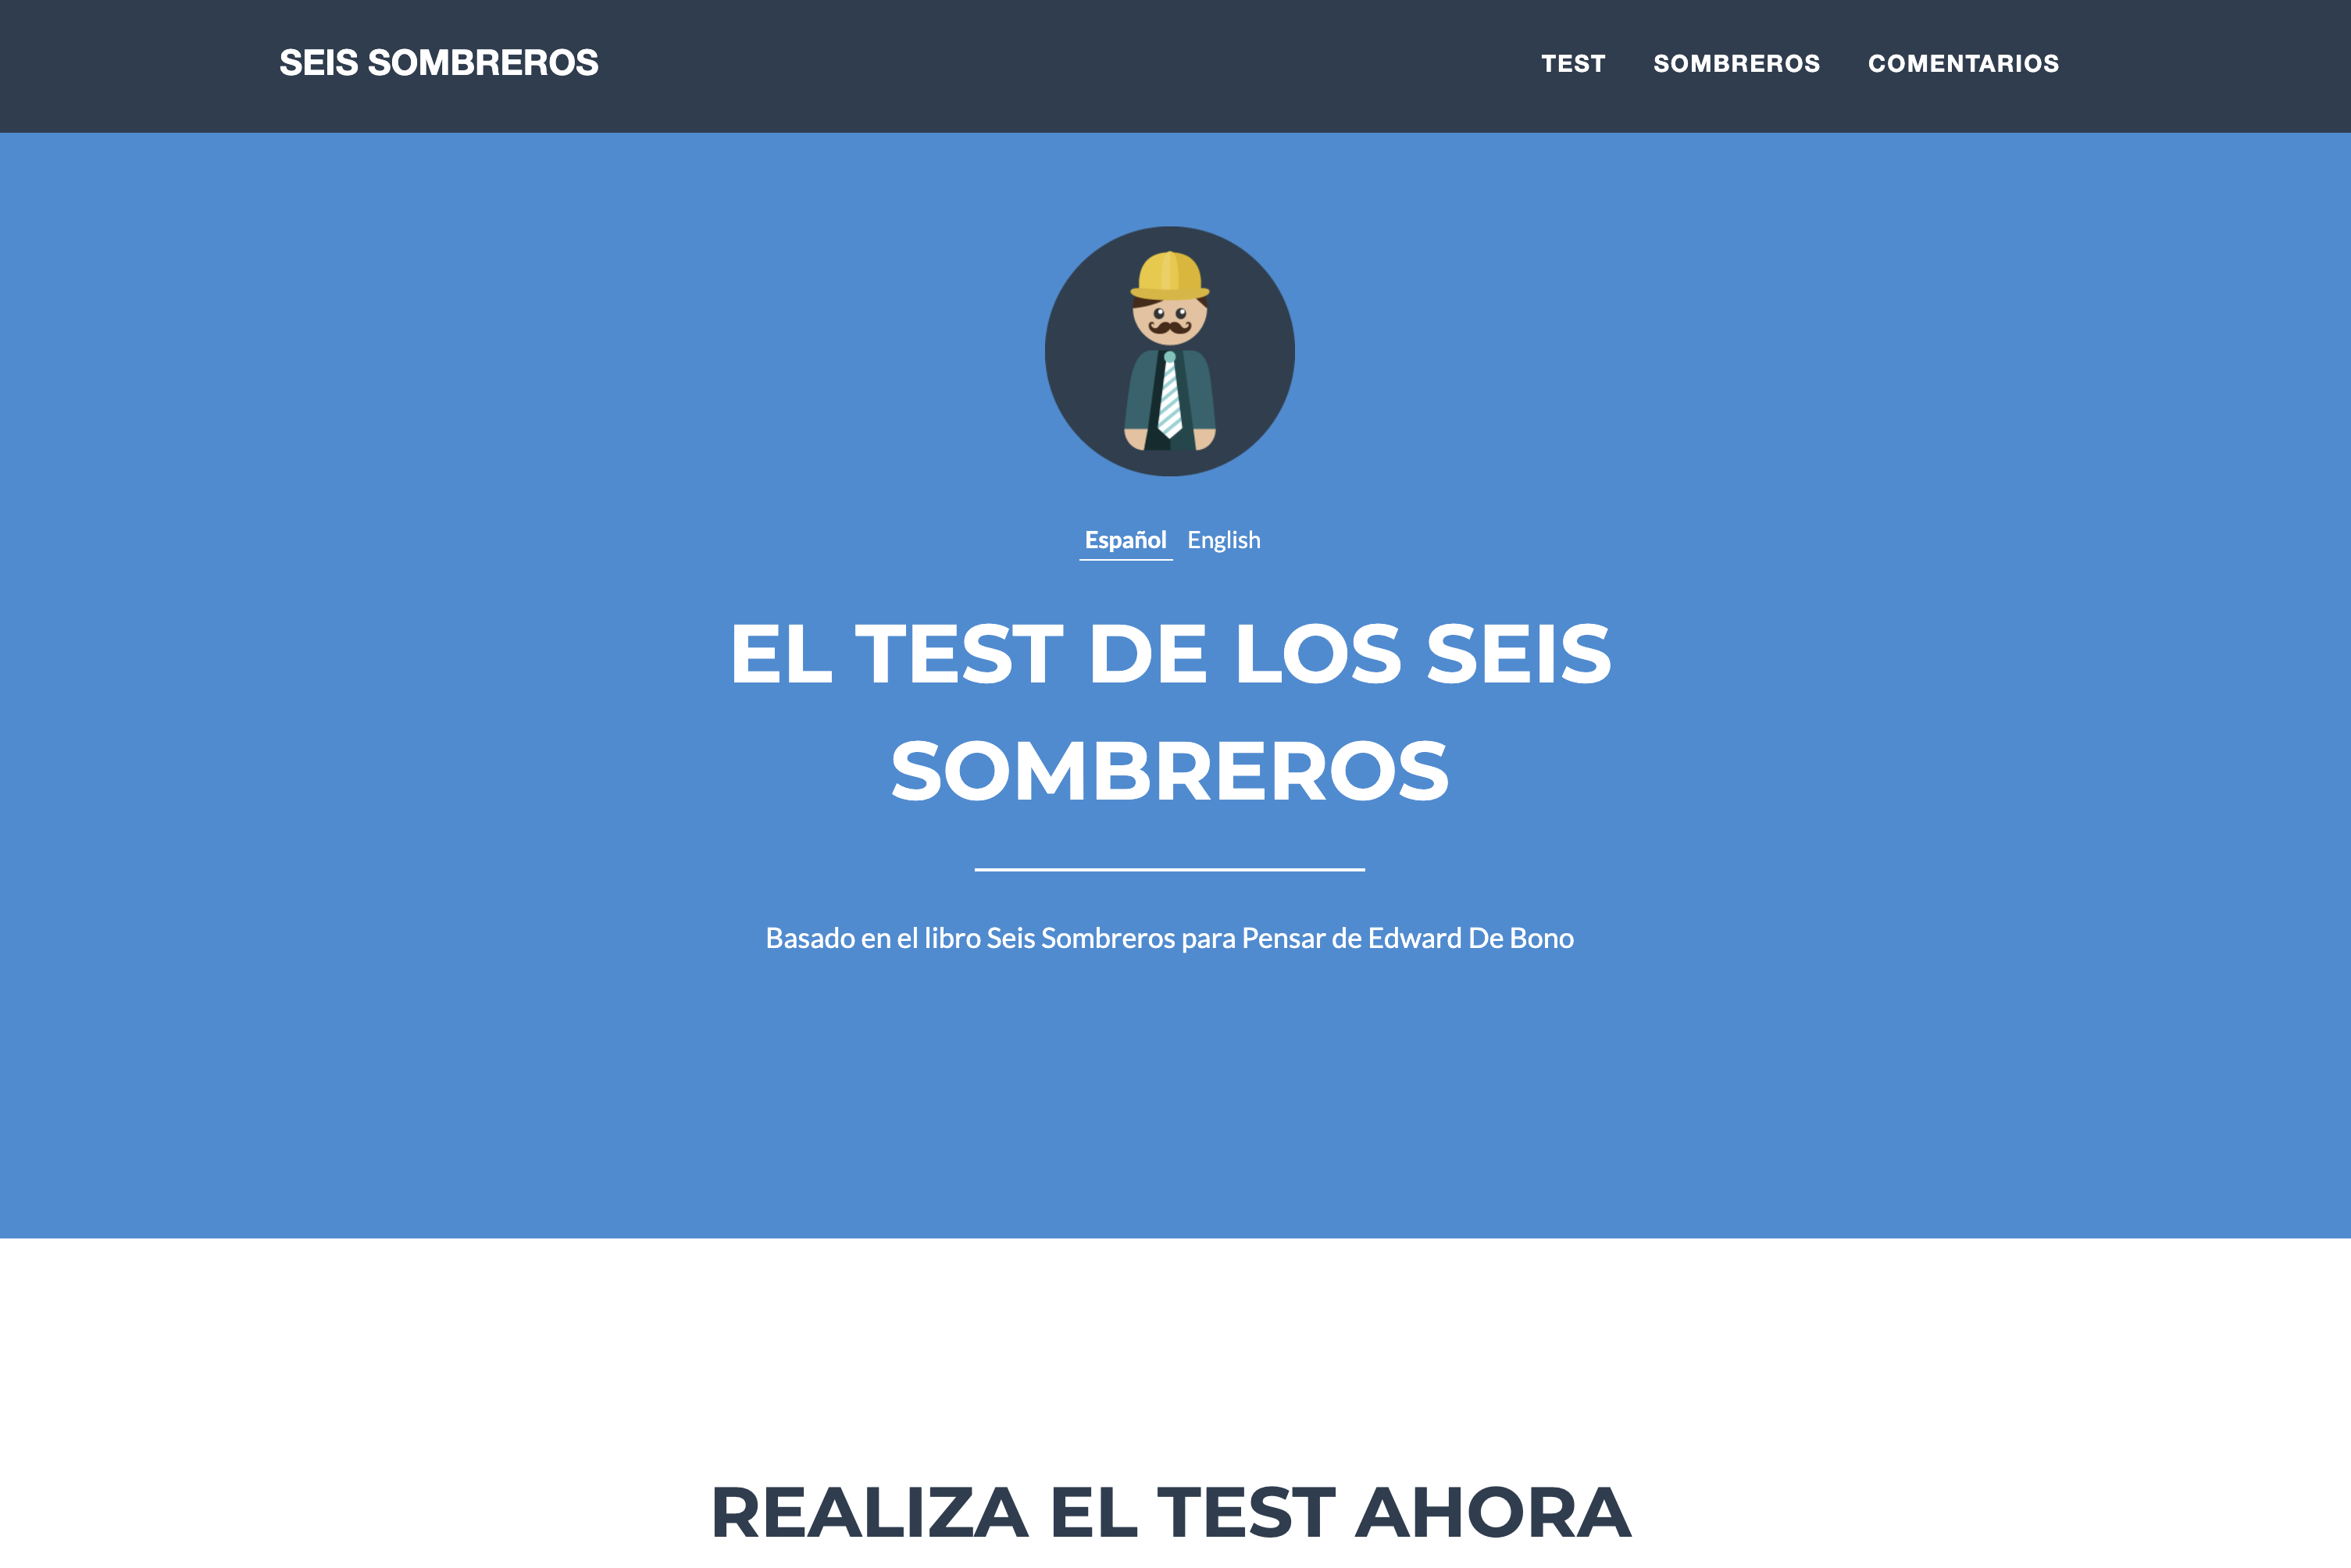 SEIS SOMBREROS
TEST SOMBREROS COMENTARIOS
Español English
EL TEST DE LOS SEIS
SOMBREROS
Basado en el libro Seis Sombreros para Pensar de Edward De Bono
REALIZA EL TEST AHORA